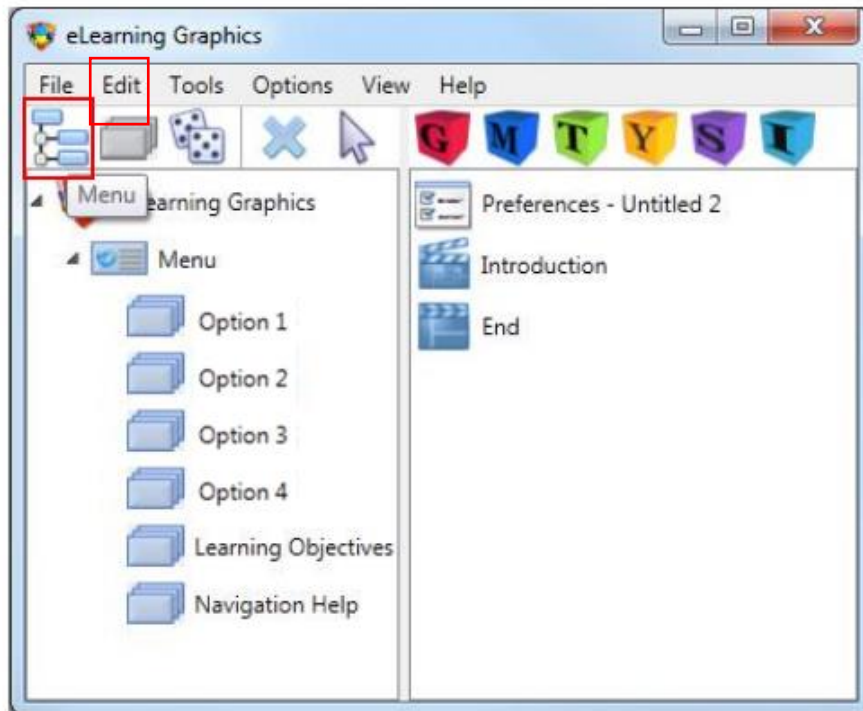 eLearning Graphics
File Edit Tools Options View Help
G M T Y S I
Menu
earning Graphics
Menu
Option 1
Option 2
Option 3
Option 4
Learning Objectives
Navigation Help
Preferences - Untitled 2
Introduction
End